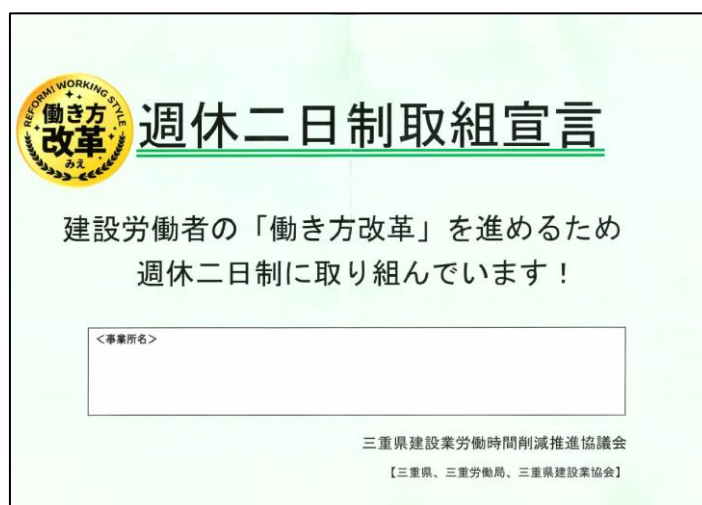 REFORM! WORKING STYLE
働き方
改革
みえ
週休二日制取組宣言
建設労働者の「働き方改革」を進めるため
週休二日制に取り組んでいます！
＜事業所名＞
三重県建設業労働時間削減推進協議会
【三重県、三重労働局、三重県建設業協会】